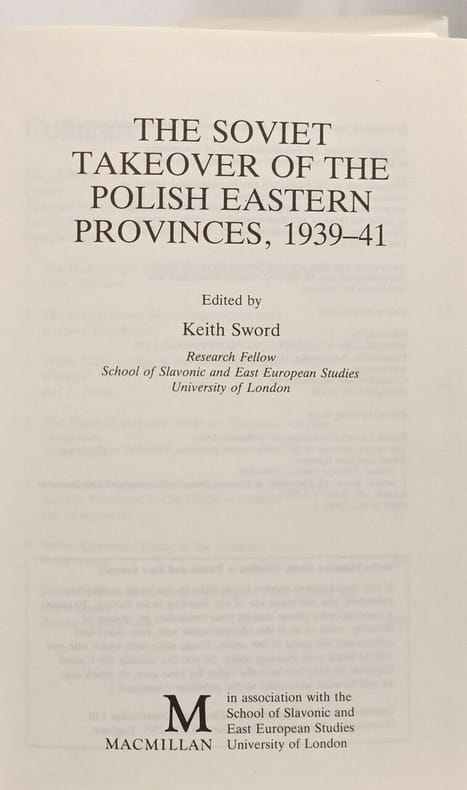 THE SOVIET
TAKEOVER OF THE
POLISH EASTERN
PROVINCES, 1939–41
Edited by
Keith Sword
Research Fellow
School of Slavonic and East European Studies
University of London
M
MACMILLAN
in association with the
School of Slavonic and
East European Studies
University of London